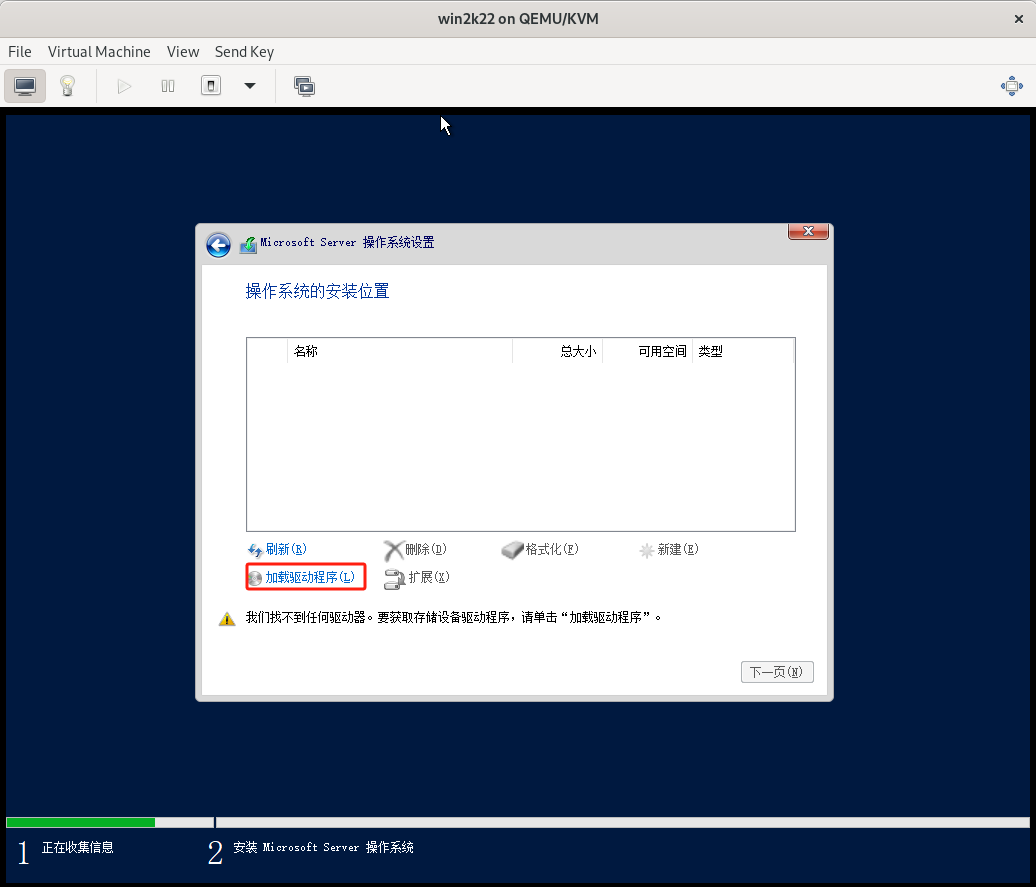 win2k22 on QEMU/KVM
File Virtual Machine View Send Key
Microsoft Server 操作系统设置
操作系统的安装位置
名称 总大小 可用空间 类型
刷新(R) 删除(D) 格式化(F) 新建(E)
加载驱动程序(L) 扩展(X)
我们找不到任何驱动器。要获取存储设备驱动程序，请单击“加载驱动程序”。
下一页(N)
1 正在收集信息 2 安装 Microsoft Server 操作系统